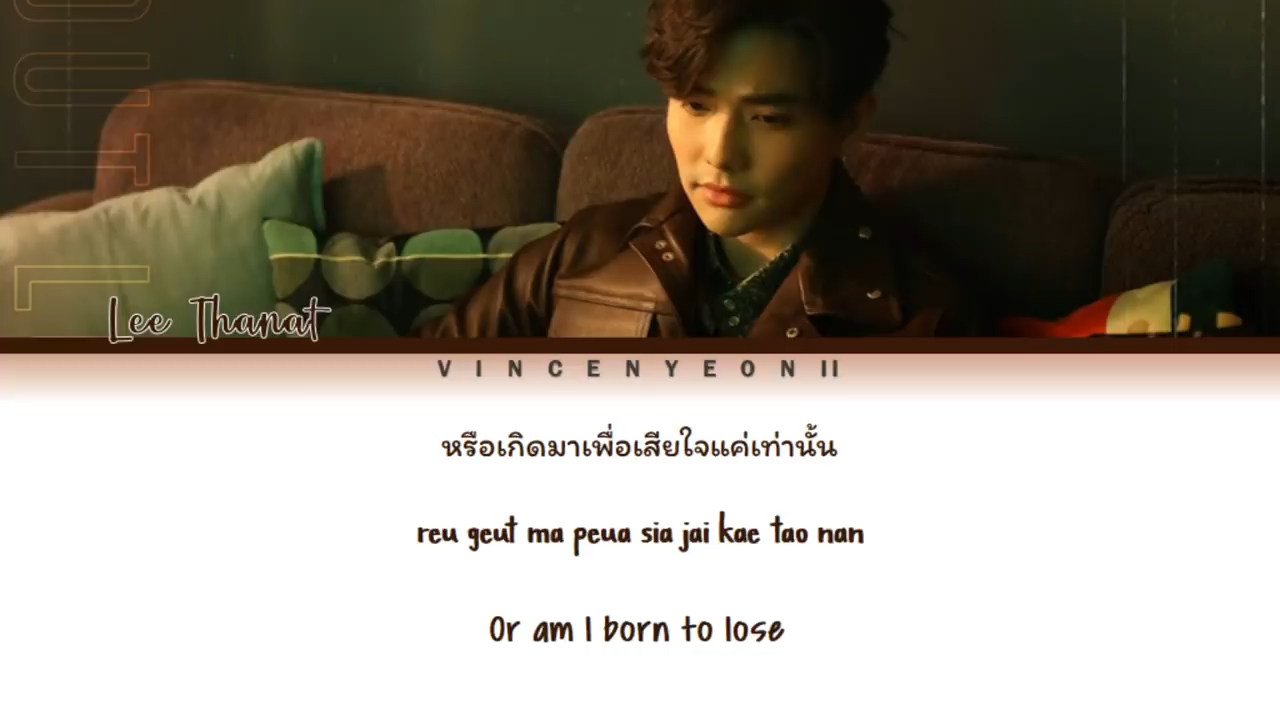 Lee Thanat
VINCENYEONII
หรือเกิดมาเพื่อเสียใจแค่เท่านั้น
reu geut ma peua sia jai kae tao nan
Or am I born to lose